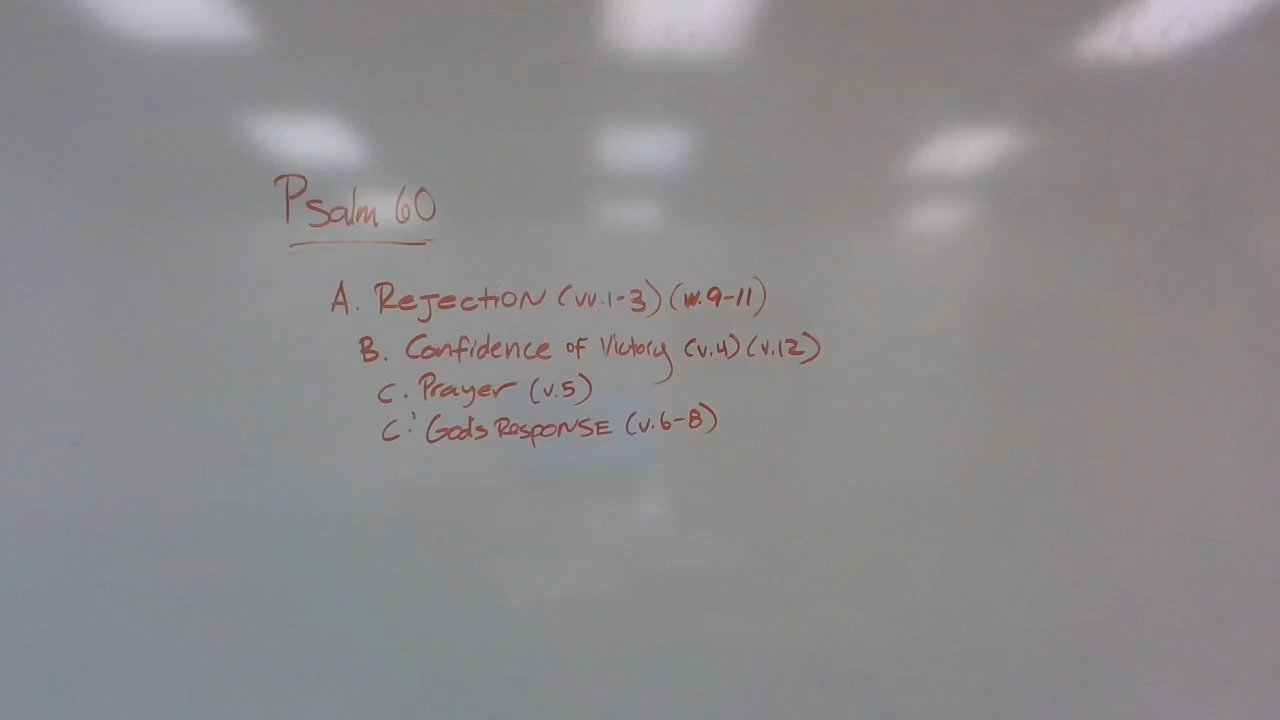 Psalm 60
A. Rejection (vv.1-3) (vv.9-11)
B. Confidence of Victory (v.4) (v.12)
C. Prayer (v.5)
C.' God's Response (v.6-8)